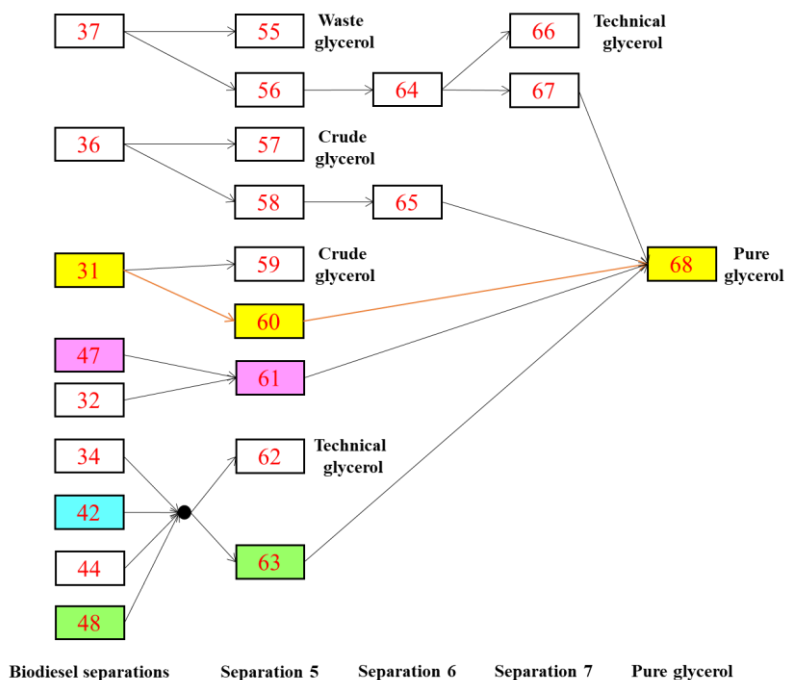 37
55
Waste
glycerol
66
Technical
glycerol
56
64
67
36
57
Crude
glycerol
58
65
31
59
Crude
glycerol
68
Pure
glycerol
60
47
61
32
34
62
Technical
glycerol
42
44
63
48
Biodiesel separations
Separation 5
Separation 6
Separation 7
Pure glycerol